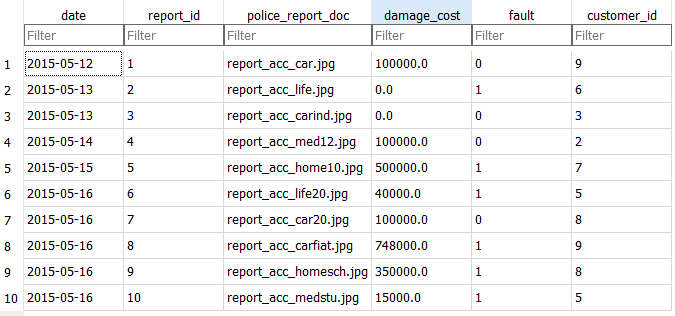 date report_id police_report_doc damage_cost fault customer_id
Filter Filter Filter Filter Filter Filter
1 2015-05-12 1 report_acc_car.jpg 100000.0 0 9
2 2015-05-13 2 report_acc_life.jpg 0.0 1 6
3 2015-05-13 3 report_acc_carind.jpg 0.0 0 3
4 2015-05-14 4 report_acc_med12.jpg 100000.0 0 2
5 2015-05-15 5 report_acc_home10.jpg 500000.0 1 7
6 2015-05-16 6 report_acc_life20.jpg 40000.0 1 5
7 2015-05-16 7 report_acc_car20.jpg 100000.0 0 8
8 2015-05-16 8 report_acc_carfiat.jpg 748000.0 1 9
9 2015-05-16 9 report_acc_homesch.jpg 350000.0 1 8
10 2015-05-16 10 report_acc_medstu.jpg 15000.0 1 5